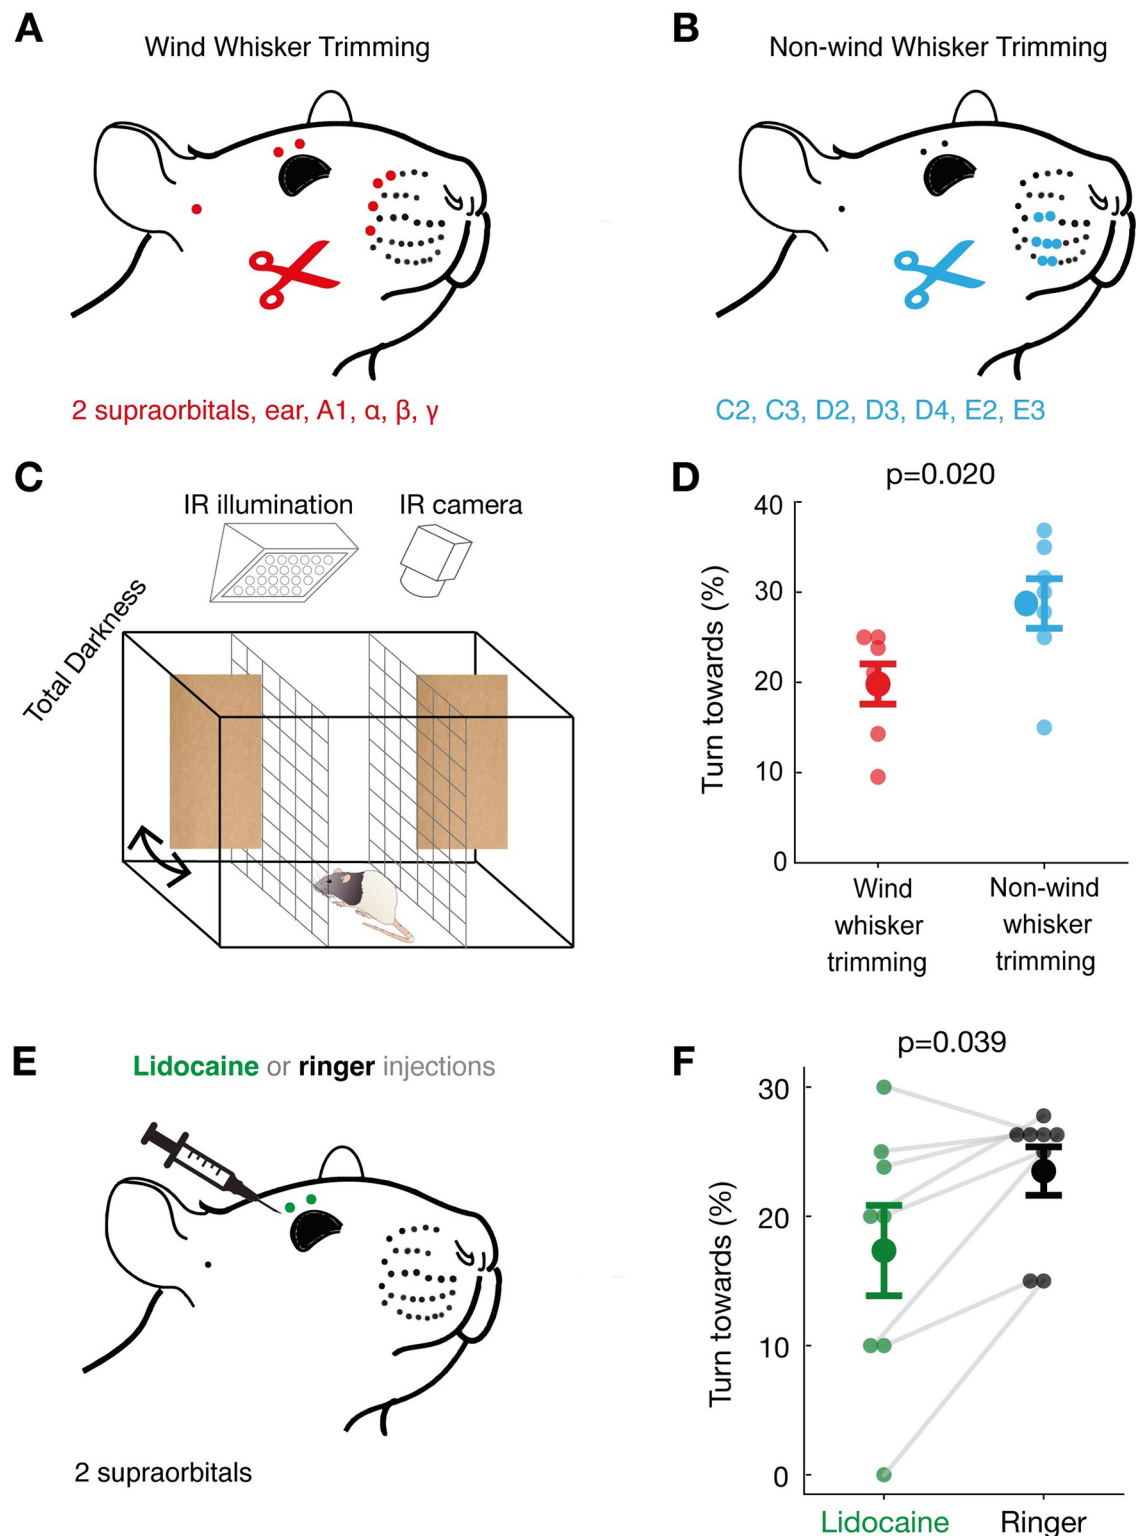 A
Wind Whisker Trimming
2 supraorbitals, ear, A1, α, β, γ
B
Non-wind Whisker Trimming
C2, C3, D2, D3, D4, E2, E3
C
IR illumination
IR camera
Total Darkness
D
p=0.020
Turn towards (%)
40
30
20
10
0
Wind
whisker
trimming
Non-wind
whisker
trimming
E
Lidocaine or ringer injections
2 supraorbitals
F
p=0.039
Turn towards (%)
30
20
10
0
Lidocaine
Ringer